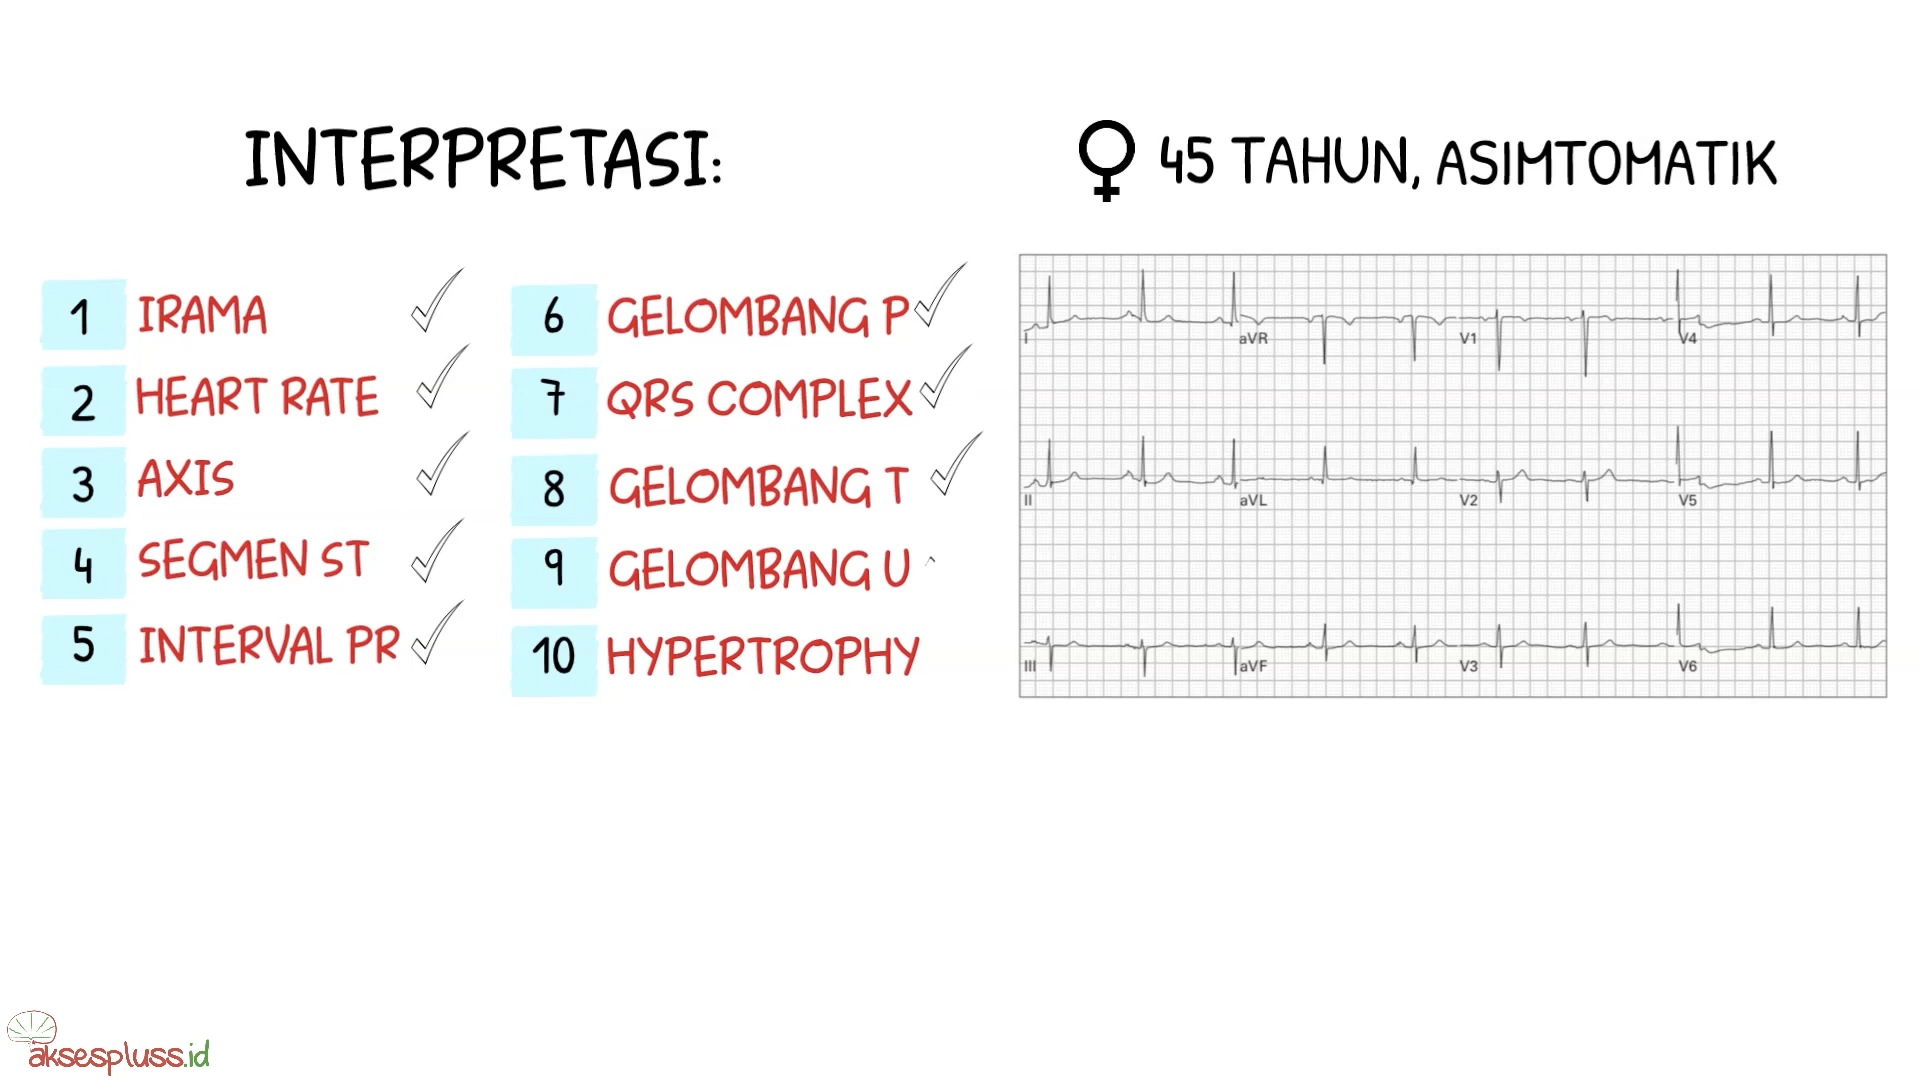 INTERPRETASI:
1 IRAMA
2 HEART RATE
3 AXIS
4 SEGMEN ST
5 INTERVAL PR
6 GELOMBANG P
7 QRS COMPLEX
8 GELOMBANG T
9 GELOMBANG U
10 HYPERTROPHY
♀ 45 TAHUN, ASIMTOMATIK
I aVR V1 V4
II aVL V2 V5
III aVF V3 V6
aksespluss.id